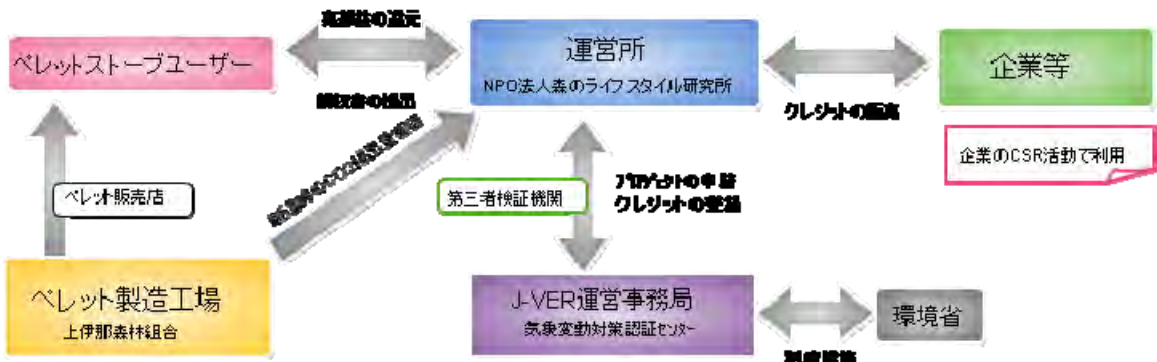 ペレットストーブユーザー
運営所
NPO法人森のライフスタイル研究所
企業等
クレジットの販売
企業のCSR活動で利用
ペレット販売店
第三者検証機関
プロジェクトの申請
クレジットの登録
ペレット製造工場
上伊那森林組合
J-VER運営事務局
気象変動対策認証センター
環境省